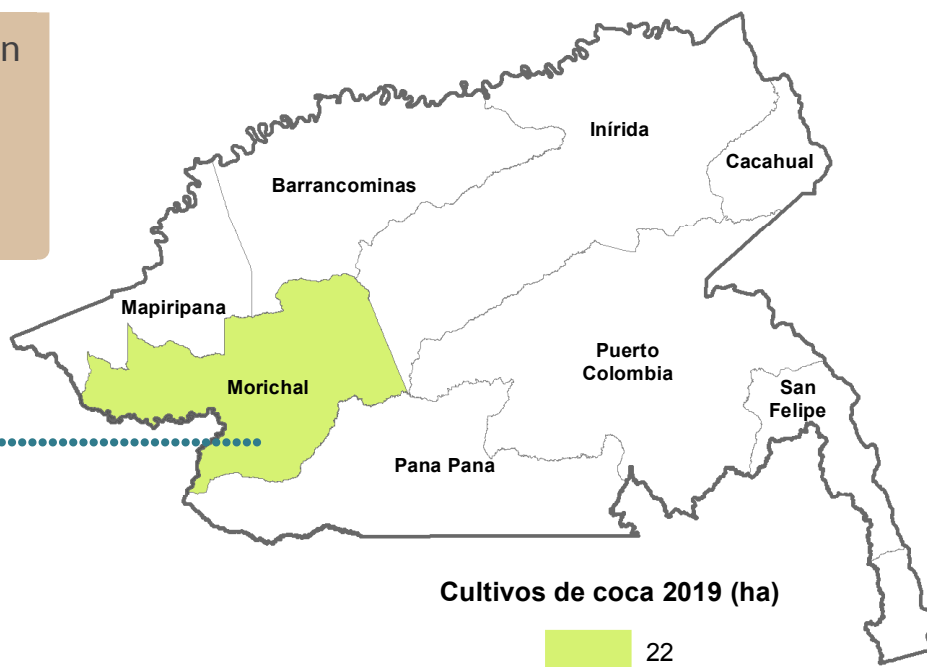 n
Inírida
Cacahual
Barrancominas
Mapiripana
Puerto
Colombia
Morichal
San
Felipe
Pana Pana
Cultivos de coca 2019 (ha)
22